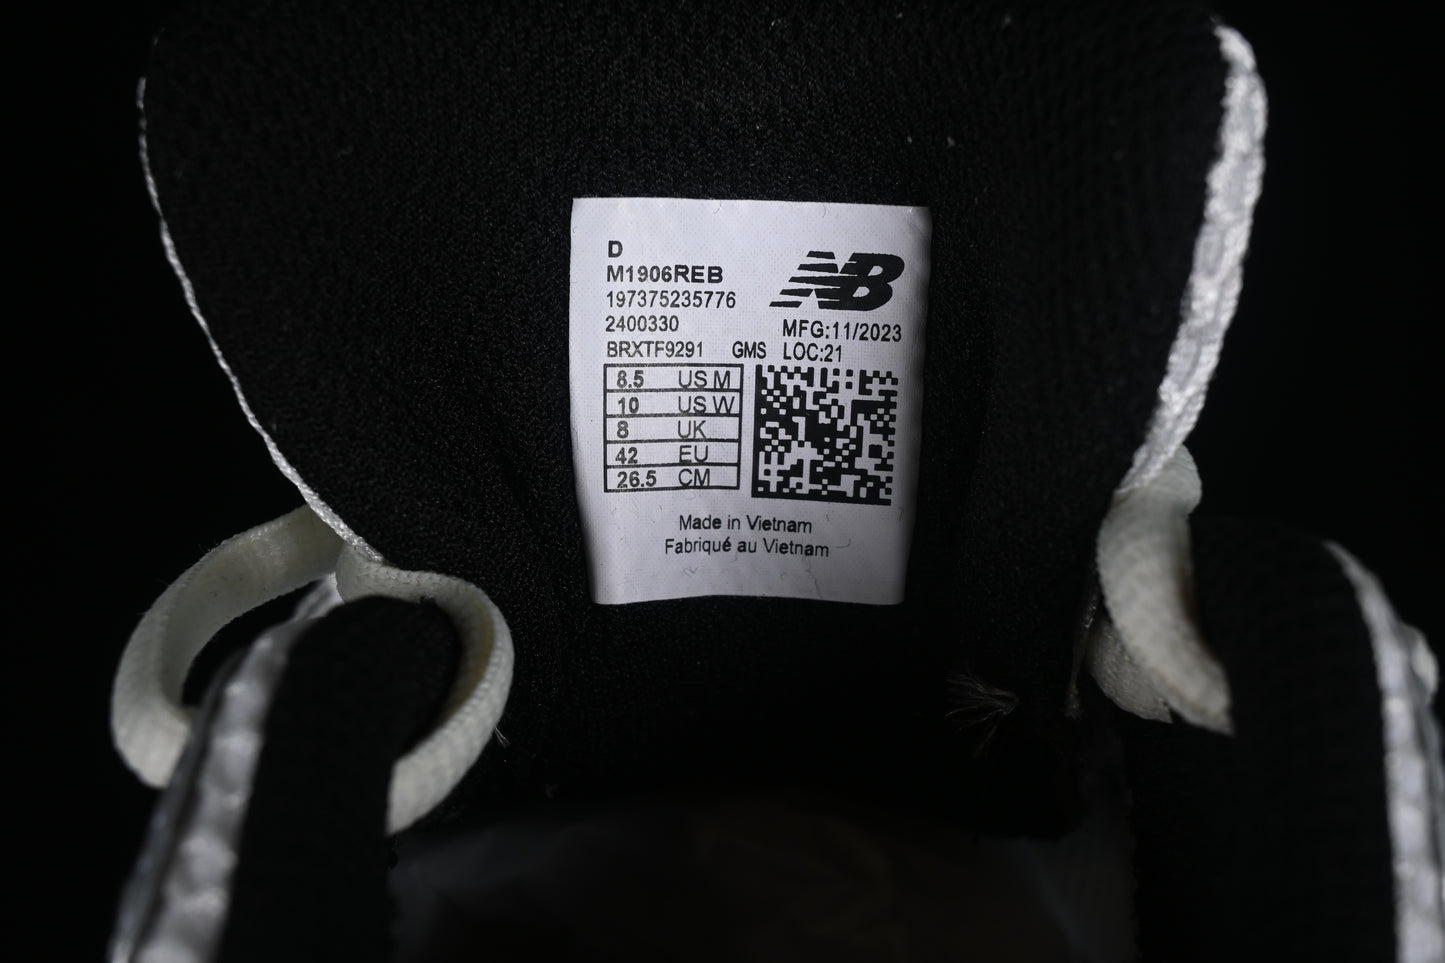 D
M1906REB
197375235776
2400330
BRXTF9291 GMS
NB
MFG:11/2023
LOC:21
8.5 US M
10 US W
8 UK
42 EU
26.5 CM
Made in Vietnam
Fabriqué au Vietnam